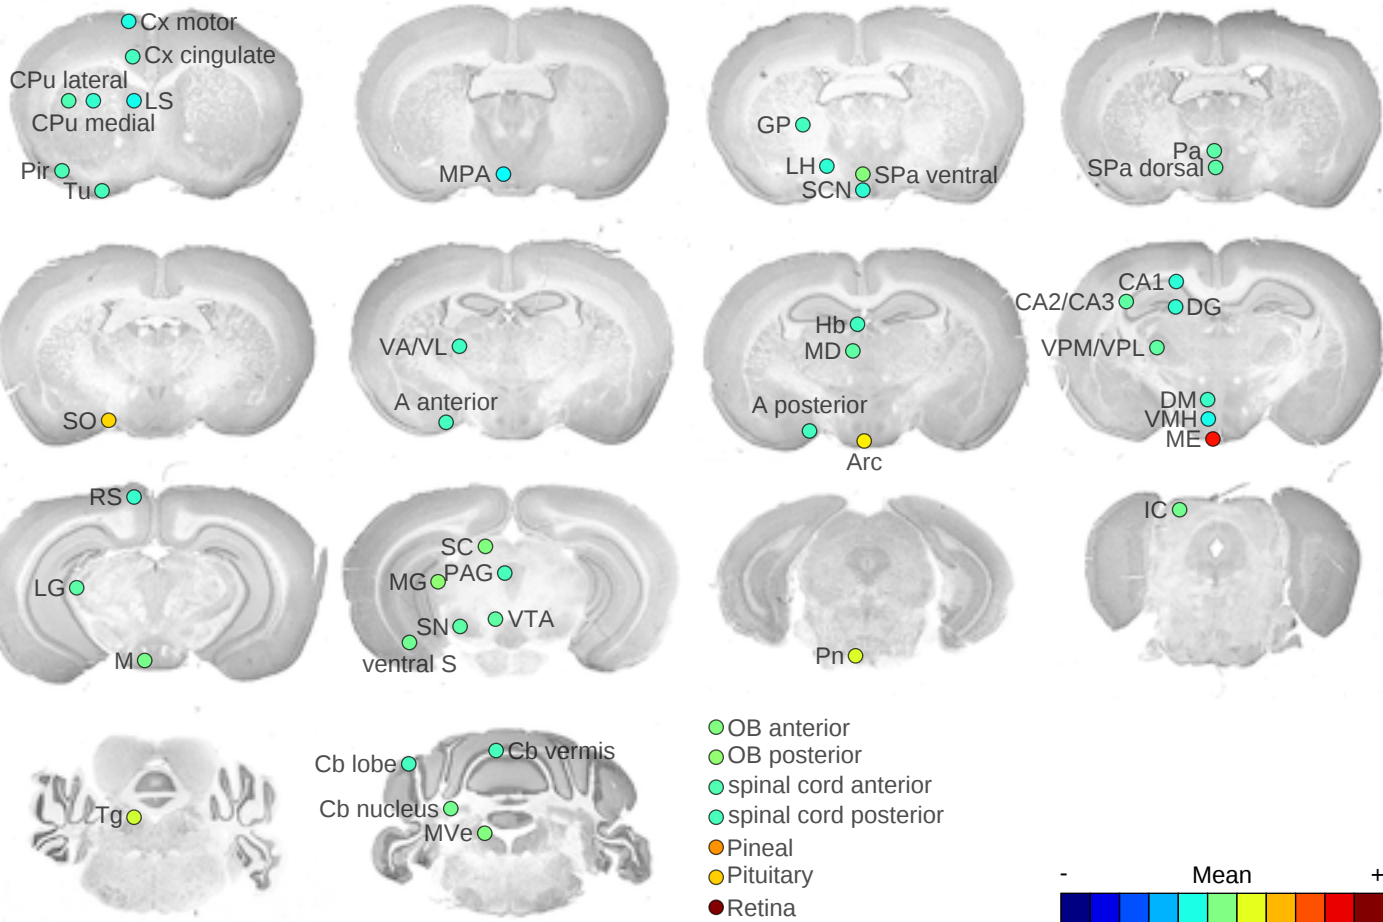 Cx motor
Cx cingulate
CPu lateral
LS
CPu medial
Pir
Tu
MPA
GP
LH
SPa ventral
SCN
Pa
SPa dorsal
SO
VA/VL
A anterior
Hb
MD
A posterior
Arc
CA1
CA2/CA3
DG
VPM/VPL
DM
VMH
ME
RS
LG
M
SC
MG
PAG
SN
VTA
ventral S
Pn
IC
Tg
Cb lobe
Cb vermis
Cb nucleus
MVe
OB anterior
OB posterior
spinal cord anterior
spinal cord posterior
Pineal
Pituitary
Retina
- Mean +